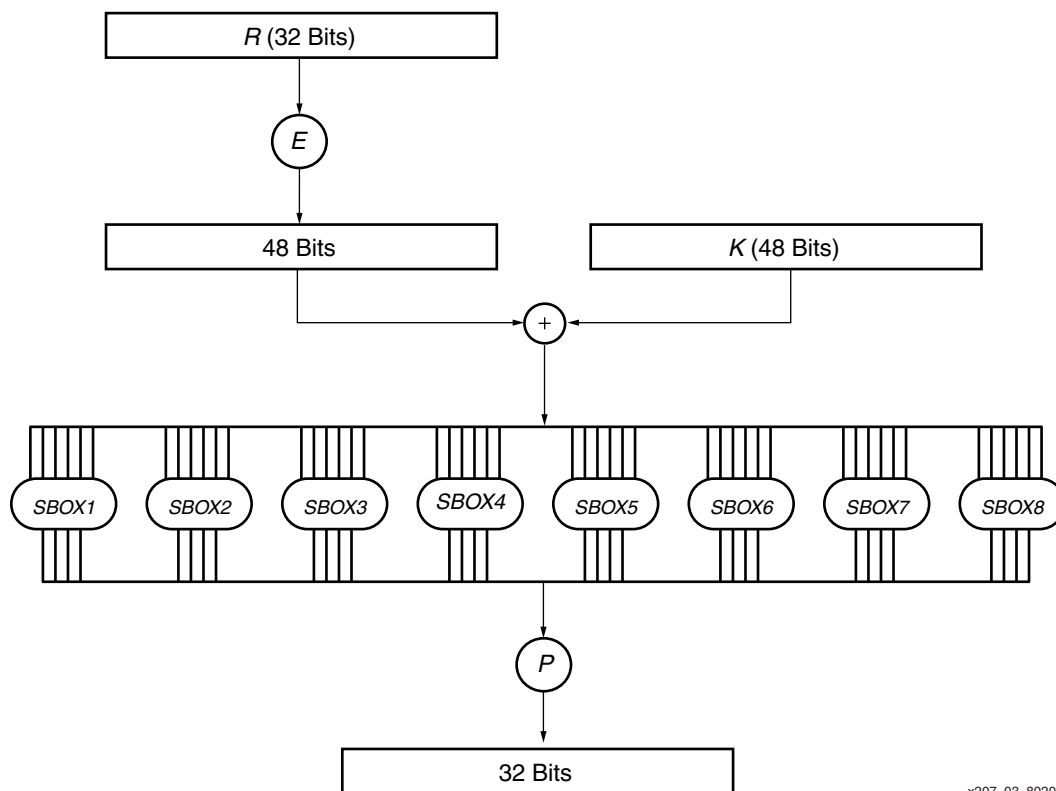 R (32 Bits)
E
48 Bits
K (48 Bits)
+
SBOX1
SBOX2
SBOX3
SBOX4
SBOX5
SBOX6
SBOX7
SBOX8
P
32 Bits